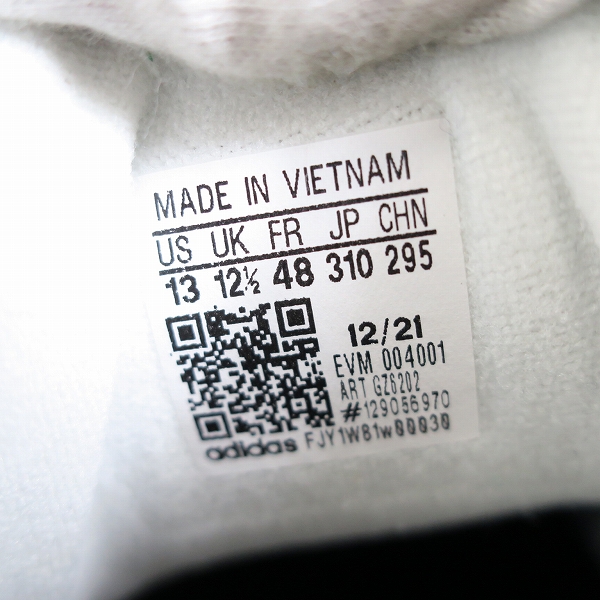 MADE IN VIETNAM
US UK FR JP CHN
13 12½ 48 310 295
12/21
EVM 004001
ART GZ6202
#129056970
adidas FJY1W81w00030